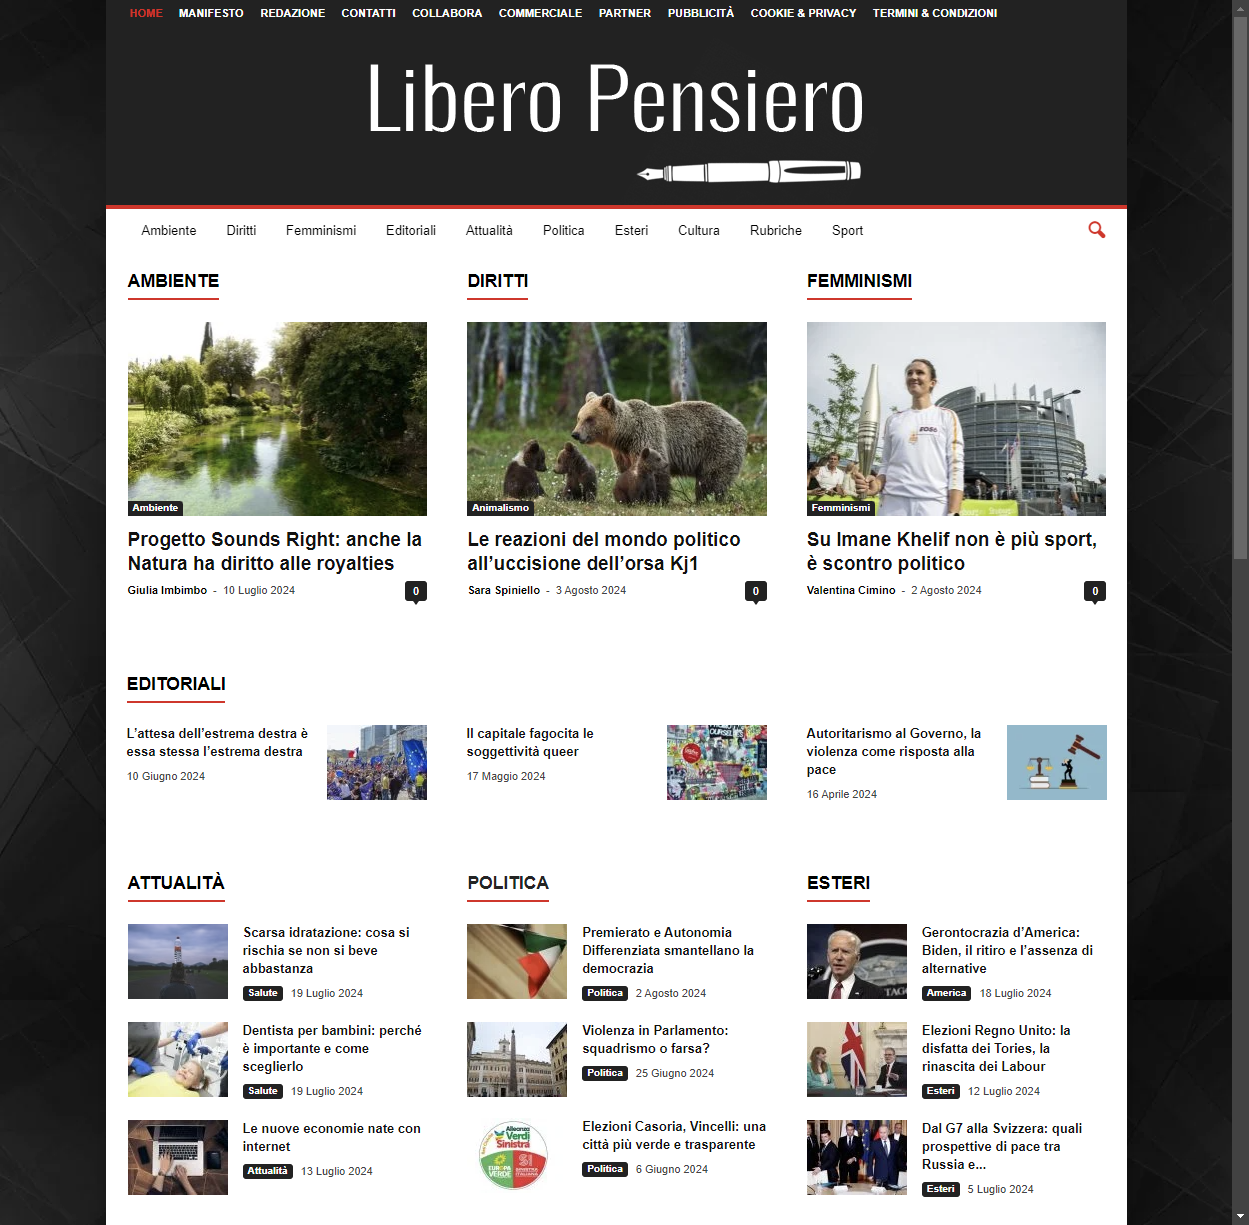 HOME MANIFESTO REDAZIONE CONTATTI COLLABORA COMMERCIALE PARTNER PUBBLICITÀ COOKIE & PRIVACY TERMINI & CONDIZIONI
Libero Pensiero
Ambiente Diritti Femminismi Editoriali Attualità Politica Esteri Cultura Rubriche Sport
AMBIENTE
Ambiente
Progetto Sounds Right: anche la
Natura ha diritto alle royalties
Giulia Imbimbo - 10 Luglio 2024 0
DIRITTI
Animalismo
Le reazioni del mondo politico
all’uccisione dell’orsa Kj1
Sara Spiniello - 3 Agosto 2024 0
FEMMINISMI
Femminismi
Su Imane Khelif non è più sport,
è scontro politico
Valentina Cimino - 2 Agosto 2024 0
EDITORIALI
L’attesa dell’estrema destra è
essa stessa l’estrema destra
10 Giugno 2024
Il capitale fagocita le
soggettività queer
17 Maggio 2024
Autoritarismo al Governo, la
violenza come risposta alla
pace
16 Aprile 2024
ATTUALITÀ
Scarsa idratazione: cosa si
rischia se non si beve
abbastanza
Salute 19 Luglio 2024
Dentista per bambini: perché
è importante e come
sceglierlo
Salute 19 Luglio 2024
Le nuove economie nate con
internet
Attualità 13 Luglio 2024
POLITICA
Premierato e Autonomia
Differenziata smantellano la
democrazia
Politica 2 Agosto 2024
Violenza in Parlamento:
squadrismo o farsa?
Politica 25 Giugno 2024
Alleanza
Verdi
Sinistra
EUROPA
VERDE
SI
Elezioni Casoria, Vincelli: una
città più verde e trasparente
Politica 6 Giugno 2024
ESTERI
Gerontocrazia d’America:
Biden, il ritiro e l’assenza di
alternative
America 18 Luglio 2024
Elezioni Regno Unito: la
disfatta dei Tories, la
rinascita dei Labour
Esteri 12 Luglio 2024
Dal G7 alla Svizzera: quali
prospettive di pace tra
Russia e...
Esteri 5 Luglio 2024